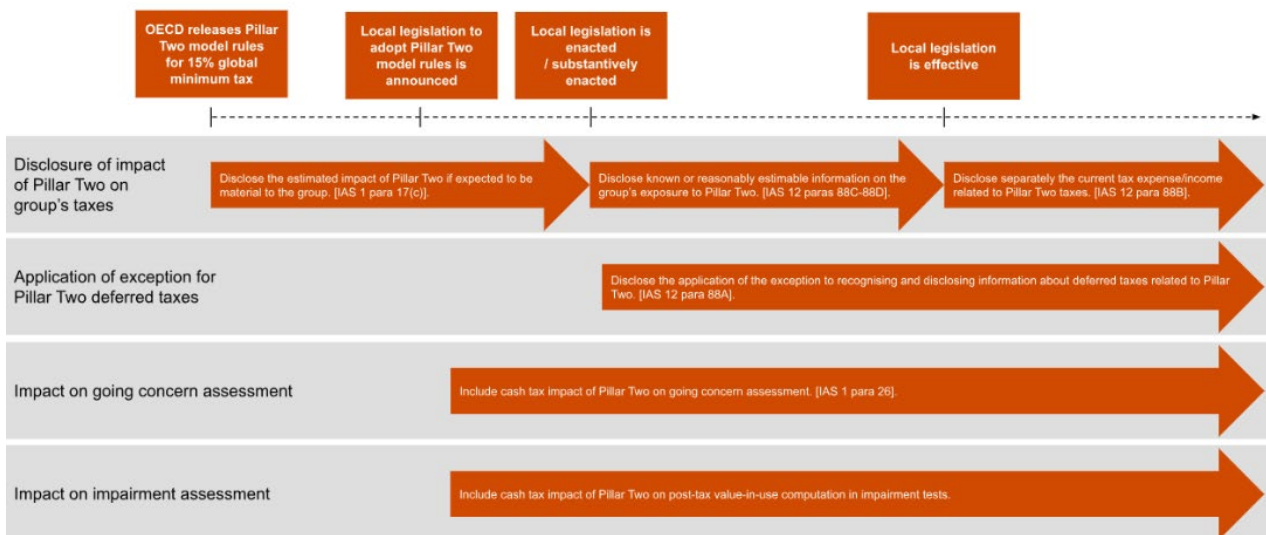 OECD releases Pillar
Two model rules
for 15% global
minimum tax
Local legislation to
adopt Pillar Two
model rules is
announced
Local legislation is
enacted
/ substantively
enacted
Local legislation
is effective
Disclosure of impact
of Pillar Two on
group's taxes
Disclose the estimated impact of Pillar Two if expected to be
material to the group. [IAS 1 para 17(c)].
Disclose known or reasonably estimable information on the
group's exposure to Pillar Two. [IAS 12 paras 88C-88D].
Disclose separately the current tax expense/income
related to Pillar Two taxes. [IAS 12 para 88B].
Application of exception for
Pillar Two deferred taxes
Disclose the application of the exception to recognising and disclosing information about deferred taxes related to Pillar
Two. [IAS 12 para 88A].
Impact on going concern assessment
Include cash tax impact of Pillar Two on going concern assessment. [IAS 1 para 26].
Impact on impairment assessment
Include cash tax impact of Pillar Two on post-tax value-in-use computation in impairment tests.